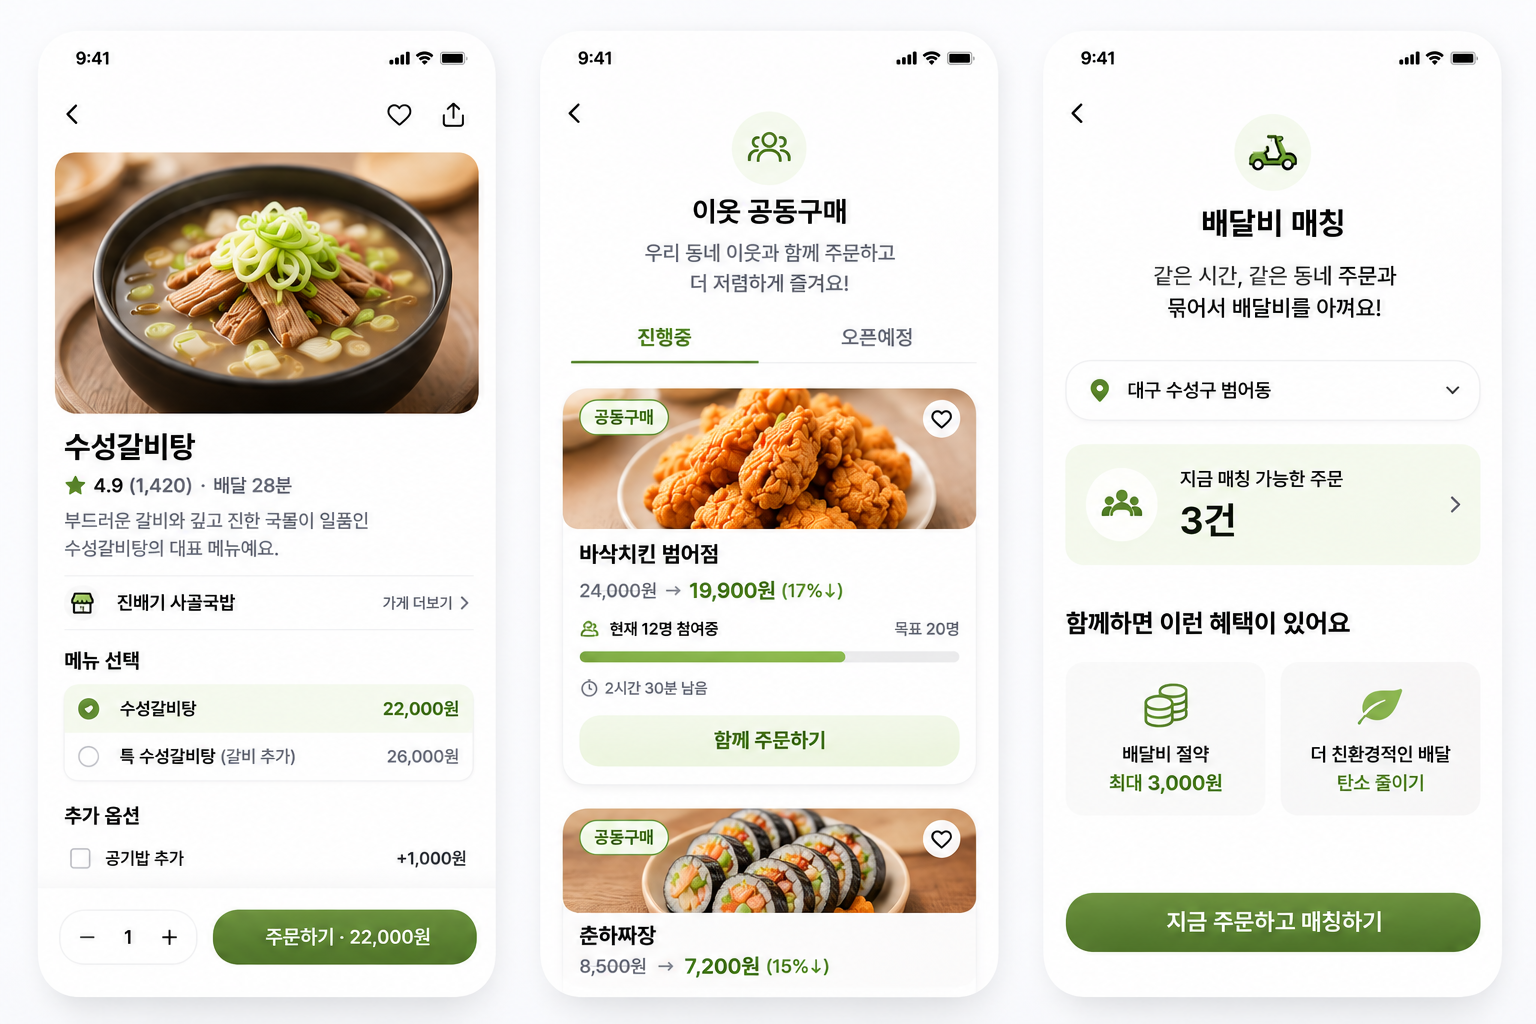 9:41
수성갈비탕
4.9 (1,420) · 배달 28분
부드러운 갈비와 깊고 진한 국물이 일품인
수성갈비탕의 대표 메뉴예요.
진배기 사골국밥
가게 더보기
메뉴 선택
수성갈비탕
22,000원
특 수성갈비탕 (갈비 추가)
26,000원
추가 옵션
공기밥 추가
+1,000원
− 1 +
주문하기 · 22,000원
9:41
이웃 공동구매
우리 동네 이웃과 함께 주문하고
더 저렴하게 즐겨요!
진행중
오픈예정
공동구매
바삭치킨 범어점
24,000원 → 19,900원 (17%↓)
현재 12명 참여중
목표 20명
2시간 30분 남음
함께 주문하기
공동구매
춘하짜장
8,500원 → 7,200원 (15%↓)
9:41
배달비 매칭
같은 시간, 같은 동네 주문과
묶어서 배달비를 아껴요!
대구 수성구 범어동
지금 매칭 가능한 주문
3건
함께하면 이런 혜택이 있어요
배달비 절약
최대 3,000원
더 친환경적인 배달
탄소 줄이기
지금 주문하고 매칭하기